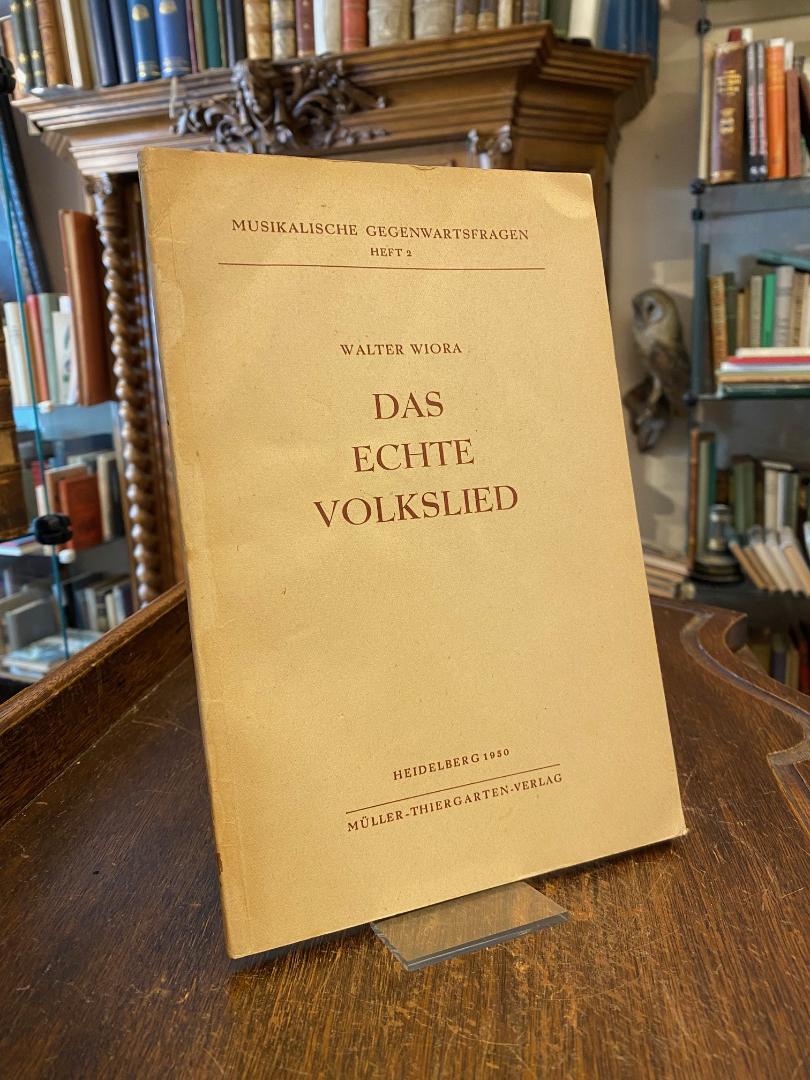 MUSIKALISCHE GEGENWARTSFRAGEN
HEFT 2
WALTER WIORA
DAS
ECHTE
VOLKSLIED
HEIDELBERG 1950
MÜLLER-THIERGARTEN-VERLAG